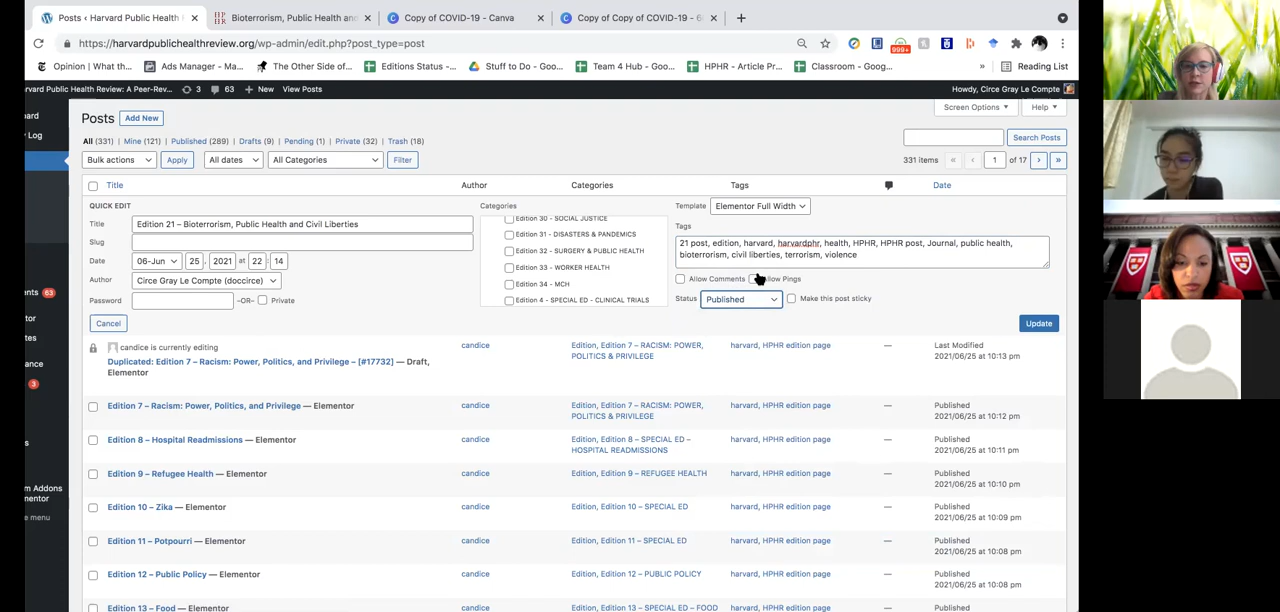 Posts ‹ Harvard Public Health
Bioterrorism, Public Health and
Copy of COVID-19 - Canva
Copy of Copy of COVID-19 - 6
https://harvardpublichealthreview.org/wp-admin/edit.php?post_type=post
999+
Opinion | What th...
Ads Manager - Ma...
The Other Side of...
Editions Status -...
Stuff to Do - Goo...
Team 4 Hub - Goo...
HPHR - Article Pr...
Classroom - Goog...
»
Reading List
rvard Public Health Review: A Peer-Rev...
3
63
New
View Posts
Howdy, Circe Gray Le Compte
Screen Options
Help
Posts
Add New
All (331) | Mine (121) | Published (289) | Drafts (9) | Pending (1) | Private (32) | Trash (18)
Search Posts
Bulk actions
Apply
All dates
All Categories
Filter
331 items
«
‹
1
of 17
›
»
Title
Author
Categories
Tags
Date
QUICK EDIT
Title
Edition 21 – Bioterrorism, Public Health and Civil Liberties
Slug
Date
06-Jun
25
,
2021
at
22
:
14
Author
Circe Gray Le Compte (doccirce)
Password
–OR–
Private
Categories
Edition 30 - SOCIAL JUSTICE
Edition 31 - DISASTERS & PANDEMICS
Edition 32 - SURGERY & PUBLIC HEALTH
Edition 33 - WORKER HEALTH
Edition 34 - MCH
Edition 4 - SPECIAL ED - CLINICAL TRIALS
Template
Elementor Full Width
Tags
21 post, edition, harvard, harvardphr, health, HPHR, HPHR post, Journal, public health,
bioterrorism, civil liberties, terrorism, violence
Allow Comments
llow Pings
Status
Published
Make this post sticky
Cancel
Update
candice is currently editing
Duplicated: Edition 7 - Racism: Power, Politics, and Privilege – [#17732] — Draft,
Elementor
candice
Edition, Edition 7 – RACISM: POWER,
POLITICS & PRIVILEGE
harvard, HPHR edition page
—
Last Modified
2021/06/25 at 10:13 pm
Edition 7 – Racism: Power, Politics, and Privilege — Elementor
candice
Edition, Edition 7 – RACISM: POWER,
POLITICS & PRIVILEGE
harvard, HPHR edition page
—
Published
2021/06/25 at 10:12 pm
Edition 8 – Hospital Readmissions — Elementor
candice
Edition, Edition 8 – SPECIAL ED –
HOSPITAL READMISSIONS
harvard, HPHR edition page
—
Published
2021/06/25 at 10:11 pm
Edition 9 – Refugee Health — Elementor
candice
Edition, Edition 9 – REFUGEE HEALTH
harvard, HPHR edition page
—
Published
2021/06/25 at 10:10 pm
Edition 10 – Zika — Elementor
candice
Edition, Edition 10 – SPECIAL ED
harvard, HPHR edition page
—
Published
2021/06/25 at 10:09 pm
Edition 11 – Potpourri — Elementor
candice
Edition, Edition 11 – SPECIAL ED
harvard, HPHR edition page
—
Published
2021/06/25 at 10:08 pm
Edition 12 – Public Policy — Elementor
candice
Edition, Edition 12 – PUBLIC POLICY
harvard, HPHR edition page
—
Published
2021/06/25 at 10:08 pm
Edition 13 – Food — Elementor
candice
Edition, Edition 13 – SPECIAL ED – FOOD
harvard, HPHR edition page
—
Published
ard
Log
ents
63
tor
tes
ance
3
s
m Addons
mentor
e menu